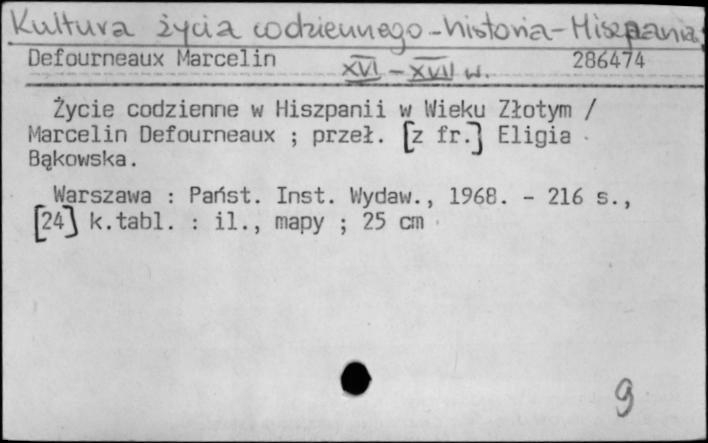 Kultura życia codziennego - historia - Hiszpania,
Defourneaux Marcelin XVI - XVII w. 286474
Życie codzienne w Hiszpanii w Wieku Złotym /
Marcelin Defourneaux ; przeł. [z fr.] Eligia
Bąkowska.
Warszawa : Państ. Inst. Wydaw., 1968. - 216 s.,
[24] k.tabl. : il., mapy ; 25 cm
9